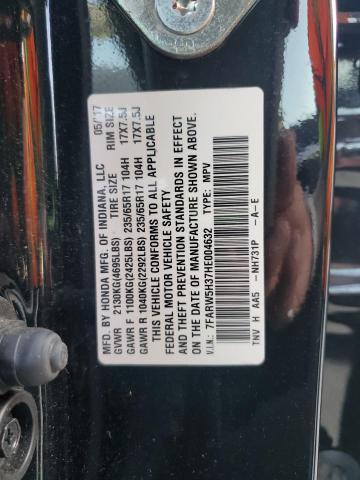 MFD. BY HONDA MFG. OF INDIANA, LLC 05/17
GVWR 2130KG(4695LBS) TIRE SIZE RIM SIZE
GAWR F 1100KG(2425LBS) 235/65R17 104H 17X7.5J
GAWR R 1040KG(2292LBS) 235/65R17 104H 17X7.5J
THIS VEHICLE CONFORMS TO ALL APPLICABLE
FEDERAL MOTOR VEHICLE SAFETY
AND THEFT PREVENTION STANDARDS IN EFFECT
ON THE DATE OF MANUFACTURE SHOWN ABOVE.
V.I.N.: 7FARW5H37HE004632 TYPE: MPV
TNV H AA5 -NH731P -A-E